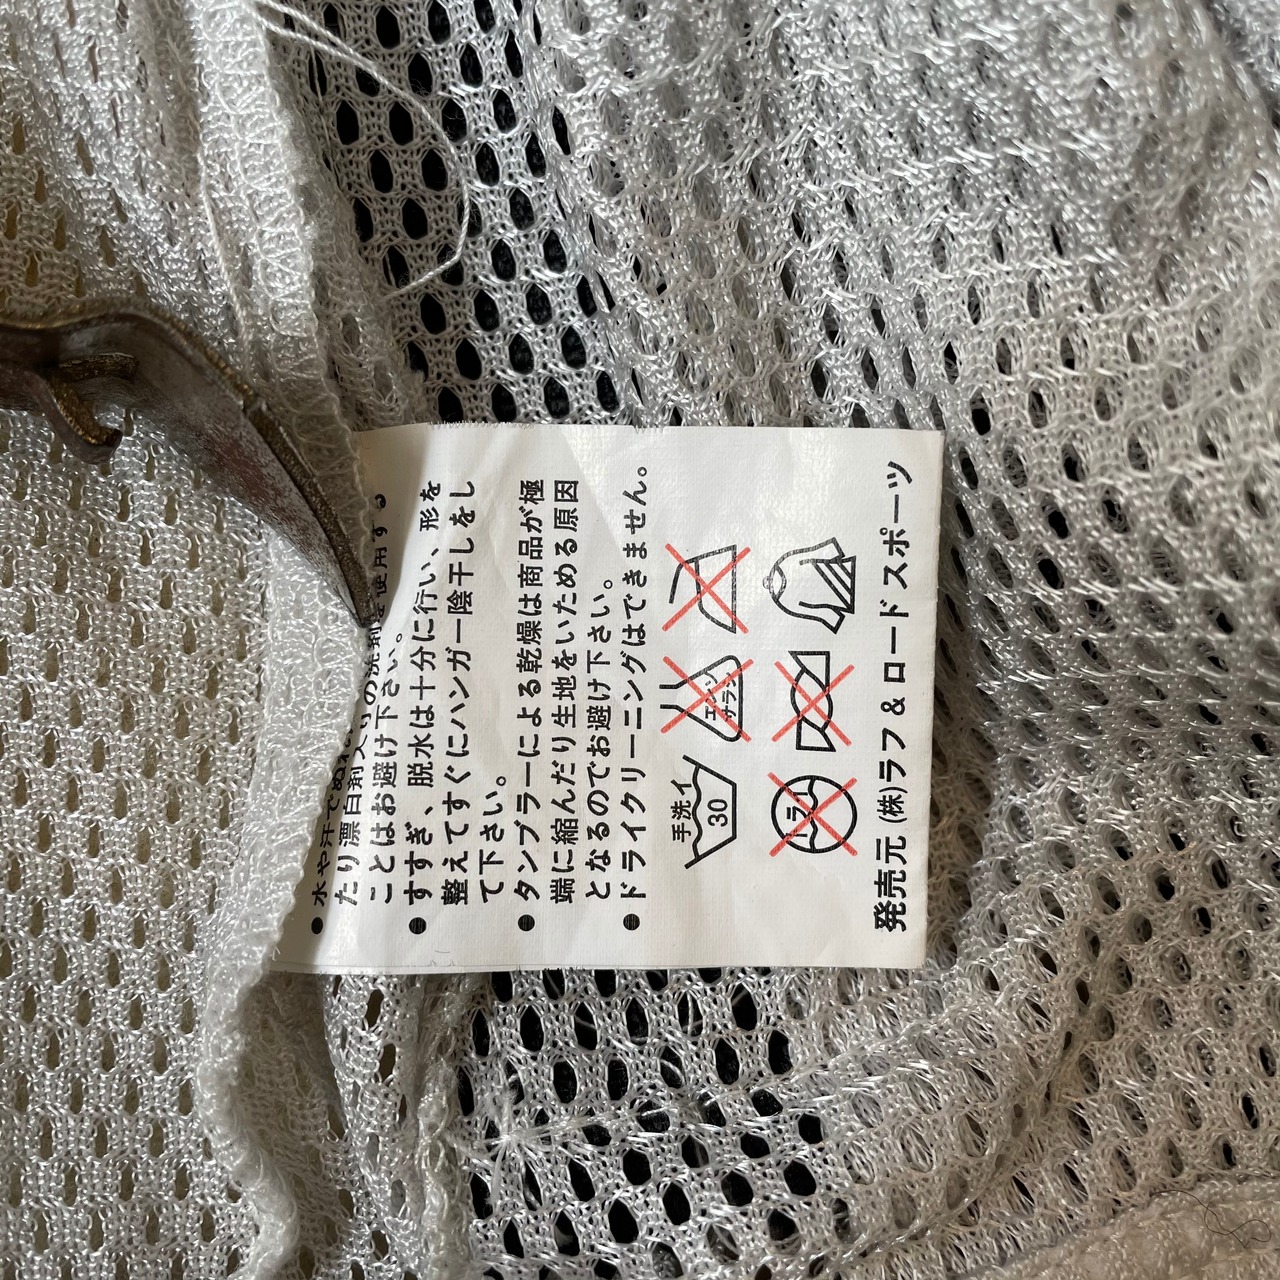 ●水や汗でぬ
たり漂白剤入りの洗剤を使用する
ことはお避け下さい。
●すすぎ、脱水は十分に行い、形を
整えてすぐにハンガー陰干しをし
て下さい。
●タンブラーによる乾燥は商品が極
端に縮んだり生地をいためる原因
となるのでお避け下さい。
●ドライクリーニングはできません。
手洗イ
30
エンソ
サラシ
ドライ
発売元 (株)ラフ & ロードスポーツ